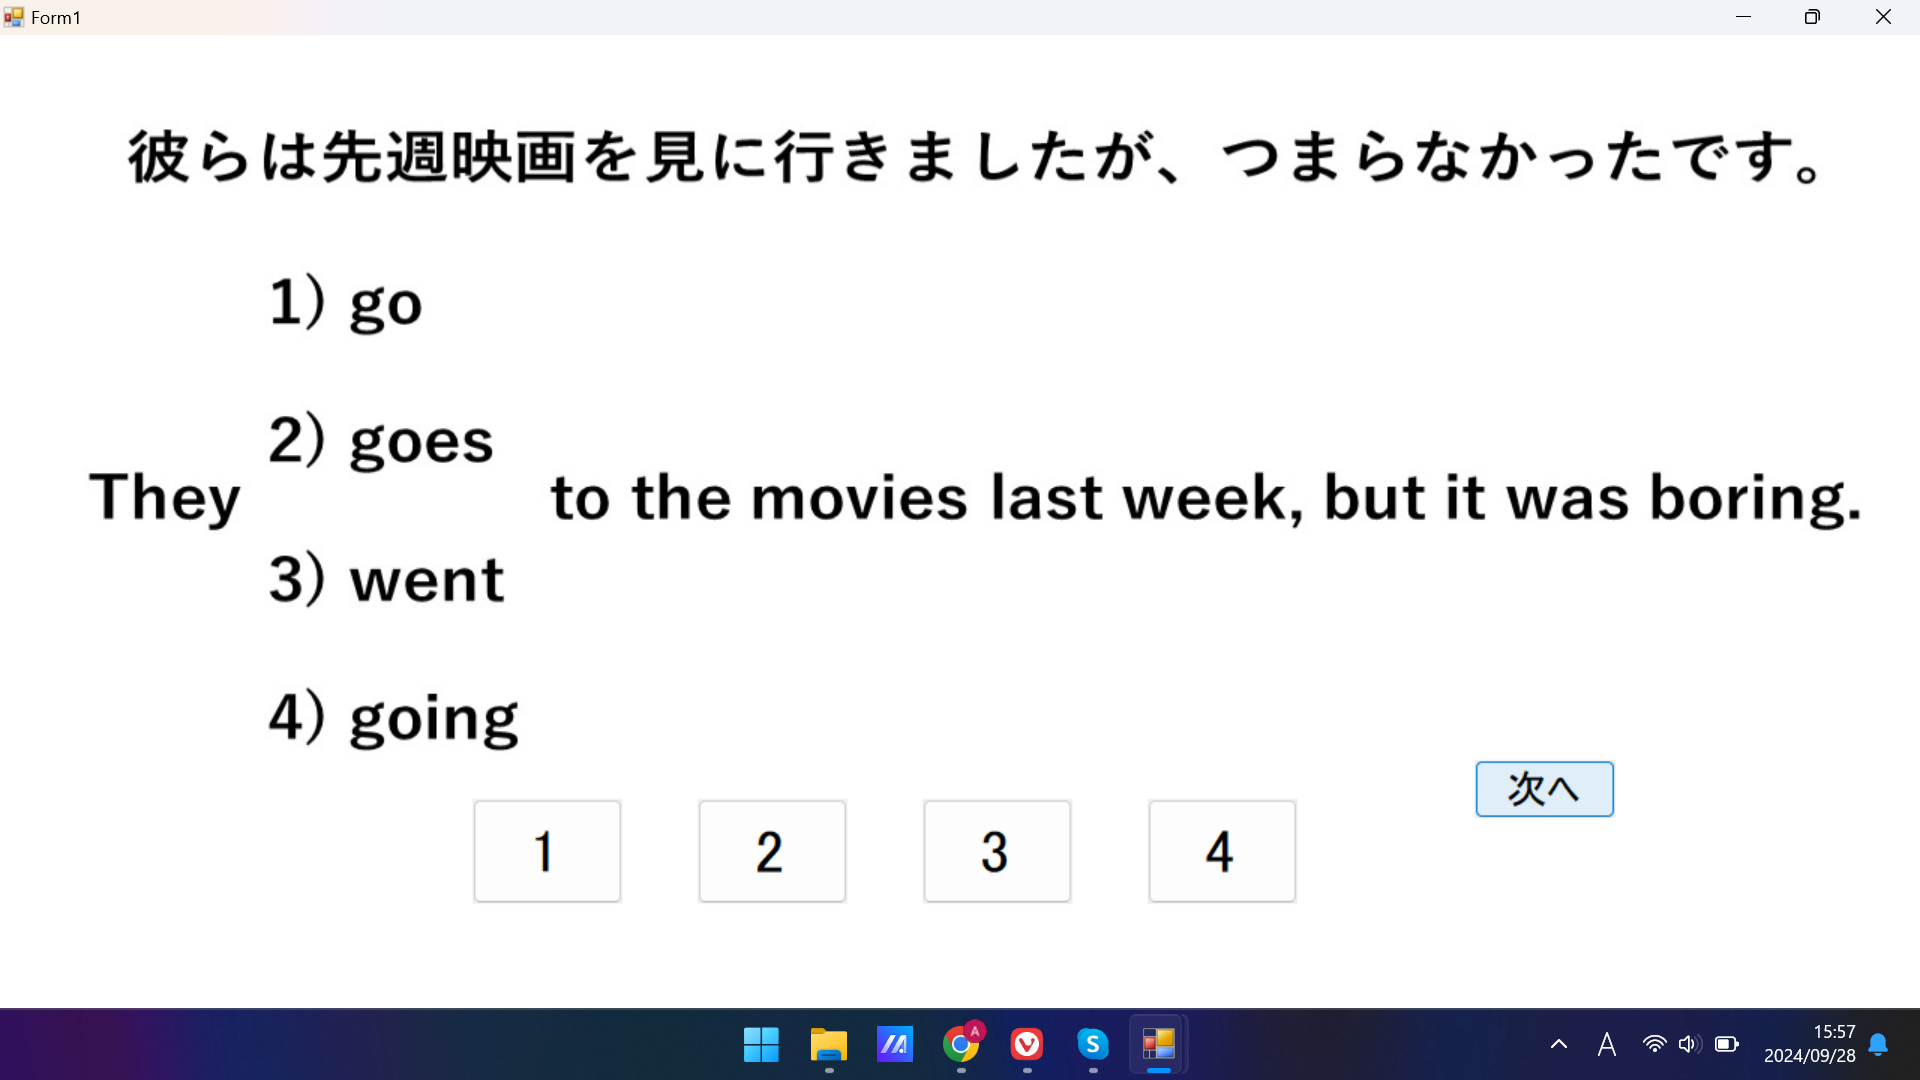 Form1
彼らは先週映画を見に行きましたが、つまらなかったです。
1) go
2) goes
They to the movies last week, but it was boring.
3) went
4) going
次へ
1 2 3 4
A
S
A
15:57
2024/09/28